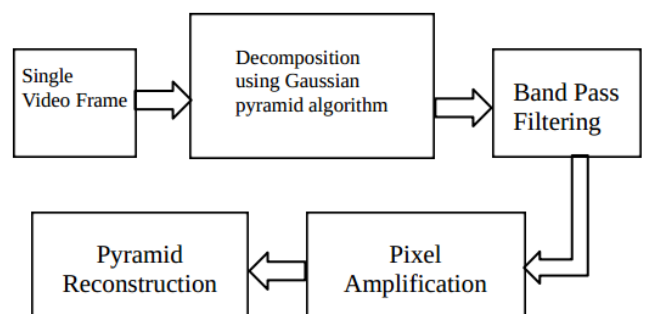 Single
Video Frame
Decomposition
using Gaussian
pyramid algorithm
Band Pass
Filtering
Pixel
Amplification
Pyramid
Reconstruction